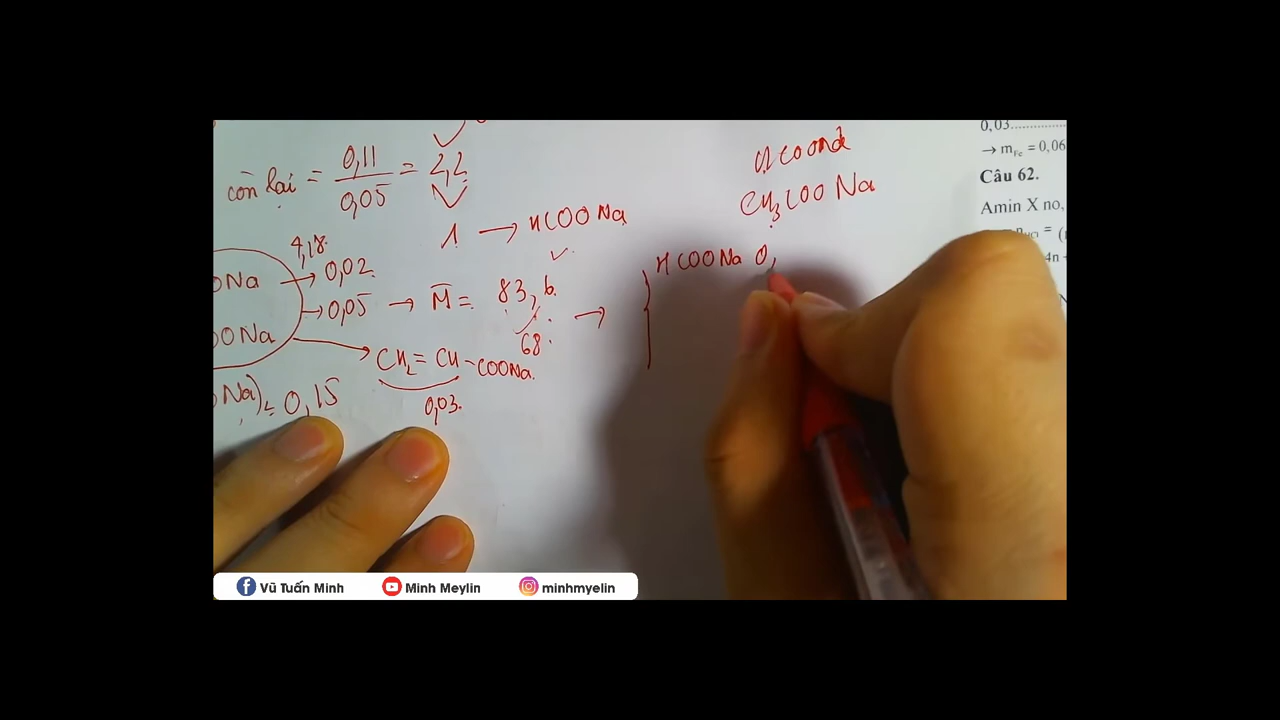 còn lại = 0,11 / 0,05 = 2,2
1 → HCOONa
CH3COONa
4,18
ONa → 0,02
OONa → 0,05 → M = 83,6
68
CH2 = CH - COONa
0,03
Na)2 = 0,15
HCOONa 0,
0,03
→ mFe = 0,06
Câu 62.
Amin X no,
Vũ Tuấn Minh
Minh Meylin
minhmyelin